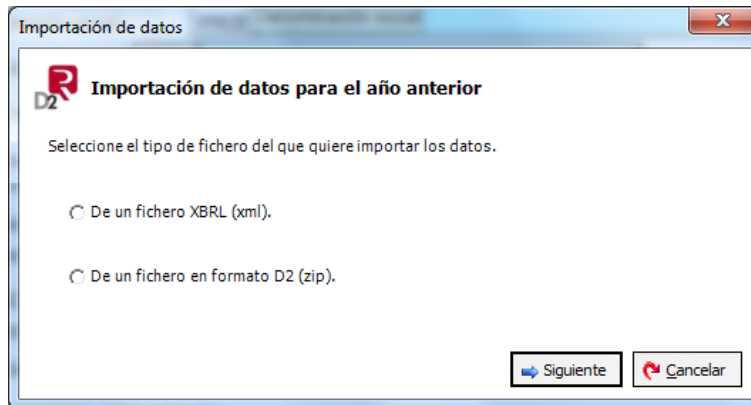 Importación de datos
D2
Importación de datos para el año anterior
Seleccione el tipo de fichero del que quiere importar los datos.
De un fichero XBRL (xml).
De un fichero en formato D2 (zip).
Siguiente
Cancelar